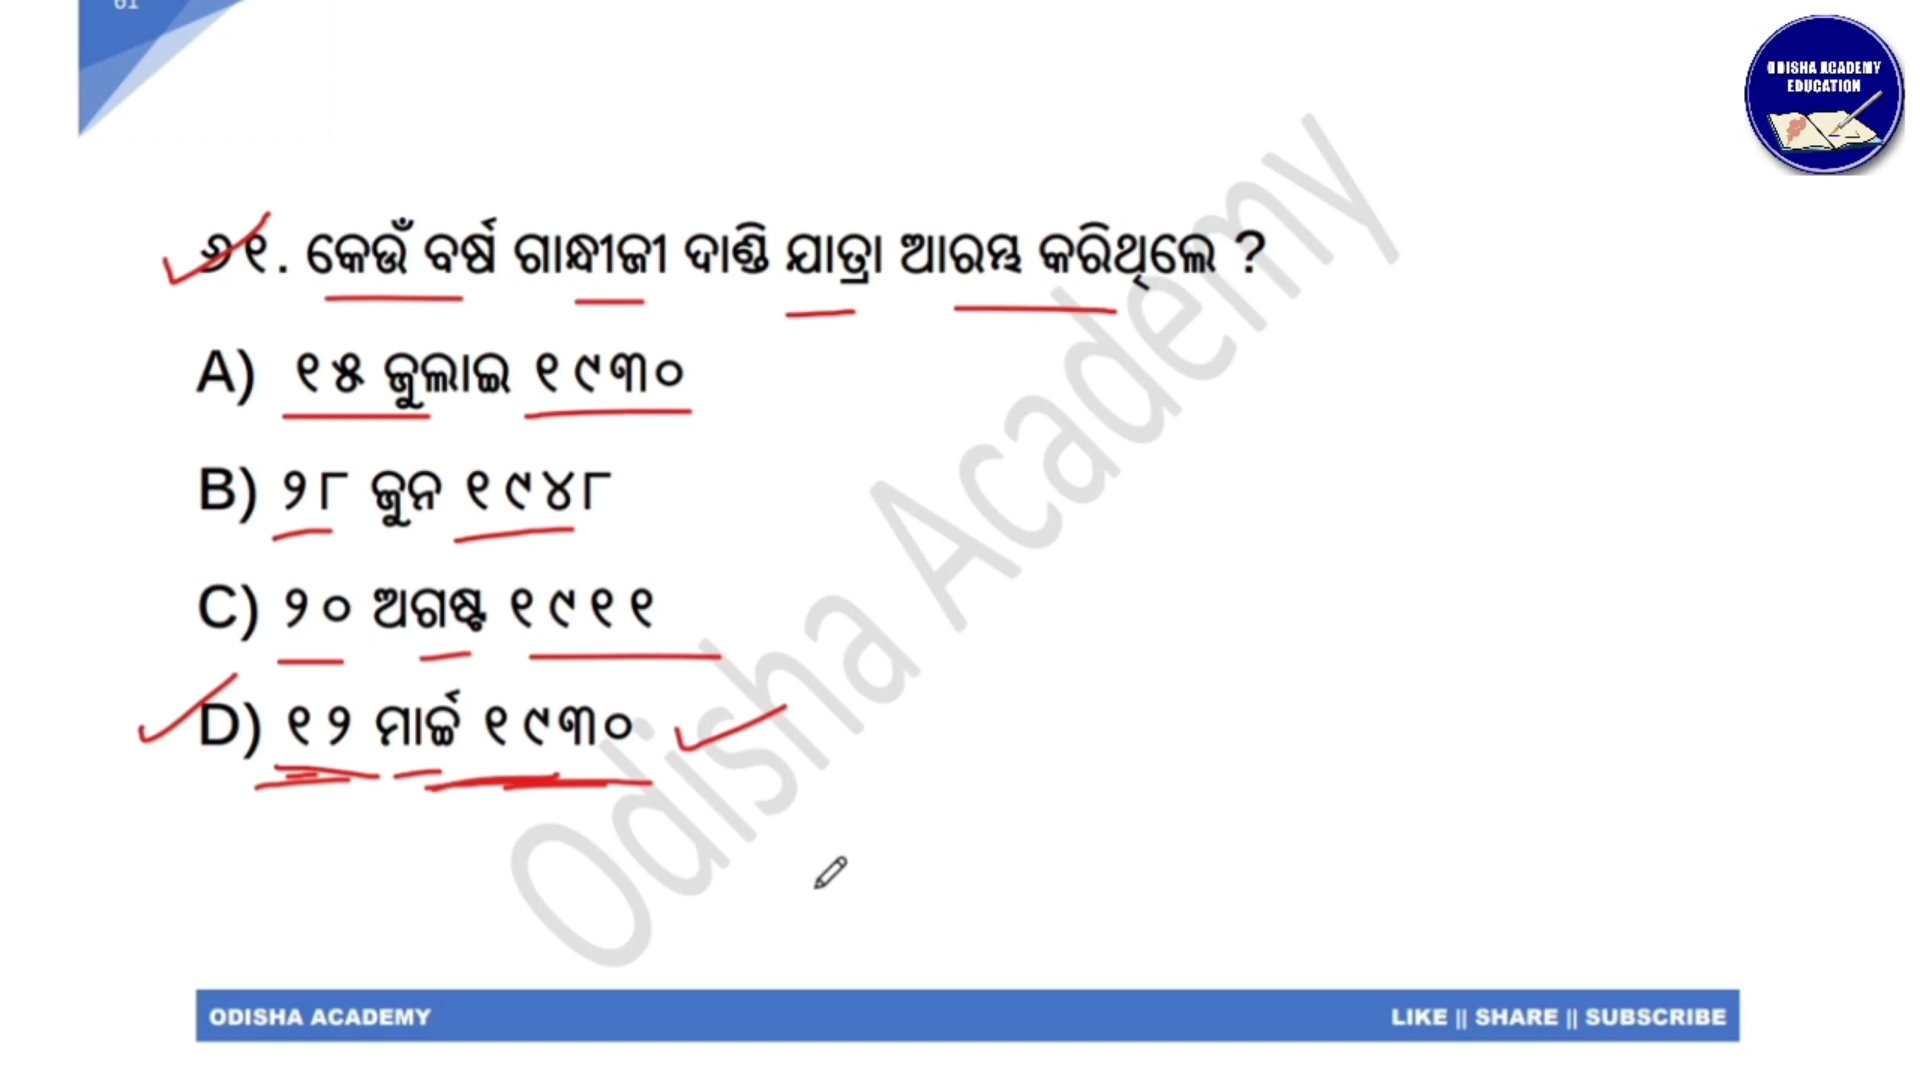 61
ODISHA ACADEMY
EDUCATION
୬୧. କେଉଁ ବର୍ଷ ଗାନ୍ଧୀଜୀ ଦାଣ୍ଡି ଯାତ୍ରା ଆରମ୍ଭ କରିଥିଲେ ?
A) ୧୫ ଜୁଲାଇ ୧୯୩୦
B) ୨୮ ଜୁନ ୧୯୪୮
C) ୨୦ ଅଗଷ୍ଟ ୧୯୧୧
D) ୧୨ ମାର୍ଚ୍ଚ ୧୯୩୦
Odisha Academy
ODISHA ACADEMY
LIKE || SHARE || SUBSCRIBE